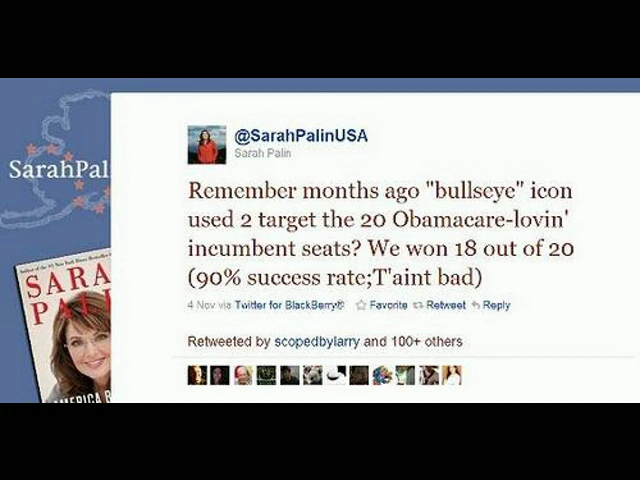 @SarahPalinUSA
Sarah Palin
SarahPal
Remember months ago "bullseye" icon
used 2 target the 20 Obamacare-lovin'
incumbent seats? We won 18 out of 20
(90% success rate;T'aint bad)
4 Nov via Twitter for BlackBerry® Favorite Retweet Reply
Retweeted by scopedbylarry and 100+ others
SARA
PAL
AMERICA B